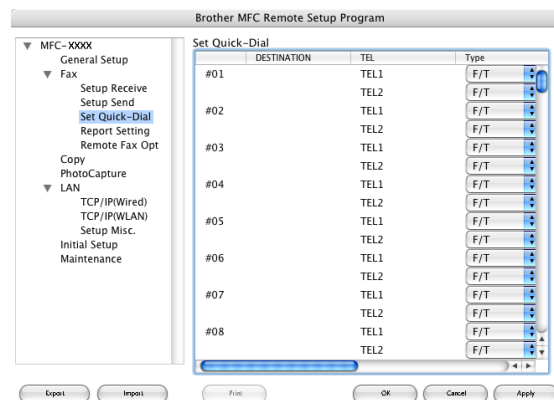 Brother MFC Remote Setup Program
MFC-XXXX
General Setup
Fax
Setup Receive
Setup Send
Set Quick-Dial
Report Setting
Remote Fax Opt
Copy
PhotoCapture
LAN
TCP/IP(Wired)
TCP/IP(WLAN)
Setup Misc.
Initial Setup
Maintenance
Set Quick-Dial
DESTINATION TEL Type
#01 TEL1 F/T
TEL2 F/T
#02 TEL1 F/T
TEL2 F/T
#03 TEL1 F/T
TEL2 F/T
#04 TEL1 F/T
TEL2 F/T
#05 TEL1 F/T
TEL2 F/T
#06 TEL1 F/T
TEL2 F/T
#07 TEL1 F/T
TEL2 F/T
#08 TEL1 F/T
TEL2 F/T
Export Import Print OK Cancel Apply